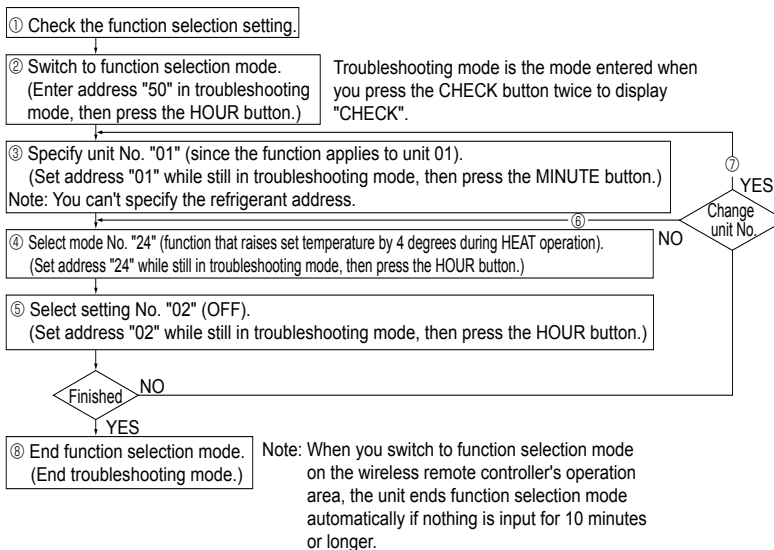 ① Check the function selection setting.
② Switch to function selection mode.
(Enter address "50" in troubleshooting
mode, then press the HOUR button.)
Troubleshooting mode is the mode entered when
you press the CHECK button twice to display
"CHECK".
③ Specify unit No. "01" (since the function applies to unit 01).
(Set address "01" while still in troubleshooting mode, then press the MINUTE button.)
Note: You can't specify the refrigerant address.
⑦
YES
Change
unit No.
⑥
NO
④ Select mode No. "24" (function that raises set temperature by 4 degrees during HEAT operation).
(Set address "24" while still in troubleshooting mode, then press the HOUR button.)
⑤ Select setting No. "02" (OFF).
(Set address "02" while still in troubleshooting mode, then press the HOUR button.)
Finished
NO
YES
⑧ End function selection mode.
(End troubleshooting mode.)
Note: When you switch to function selection mode
on the wireless remote controller's operation
area, the unit ends function selection mode
automatically if nothing is input for 10 minutes
or longer.